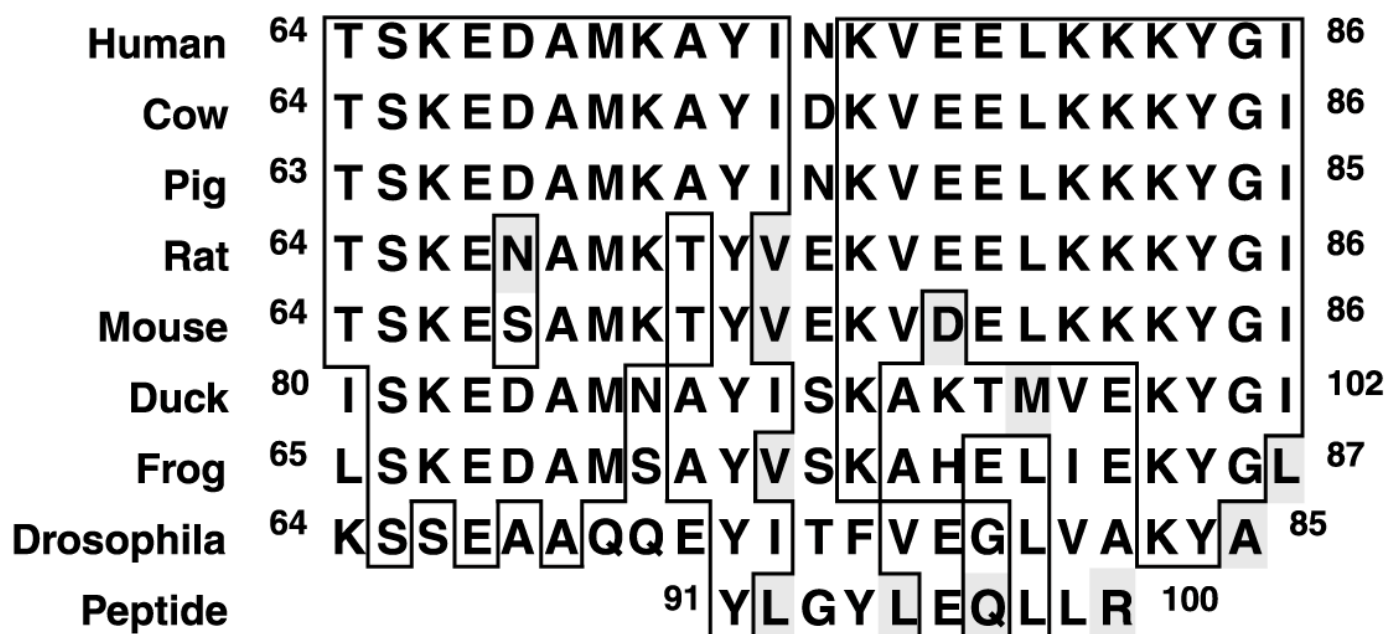 Human 64 T S K E D A M K A Y I N K V E E L K K K Y G I 86
Cow 64 T S K E D A M K A Y I D K V E E L K K K Y G I 86
Pig 63 T S K E D A M K A Y I N K V E E L K K K Y G I 85
Rat 64 T S K E N A M K T Y V E K V E E L K K K Y G I 86
Mouse 64 T S K E S A M K T Y V E K V D E L K K K Y G I 86
Duck 80 I S K E D A M N A Y I S K A K T M V E K Y G I 102
Frog 65 L S K E D A M S A Y V S K A H E L I E K Y G L 87
Drosophila 64 K S S E A A Q Q E Y I T F V E G L V A K Y A 85
Peptide 91 Y L G Y L E Q L L R 100